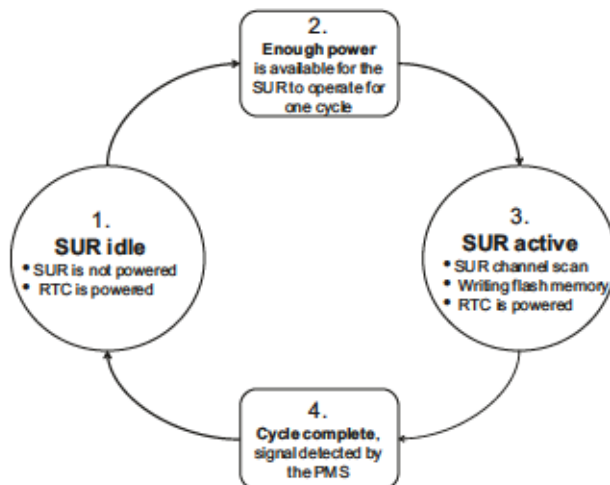 2.
Enough power
is available for the
SUR to operate for
one cycle
1.
SUR idle
• SUR is not powered
• RTC is powered
3.
SUR active
• SUR channel scan
• Writing flash memory
• RTC is powered
4.
Cycle complete,
signal detected by
the PMS